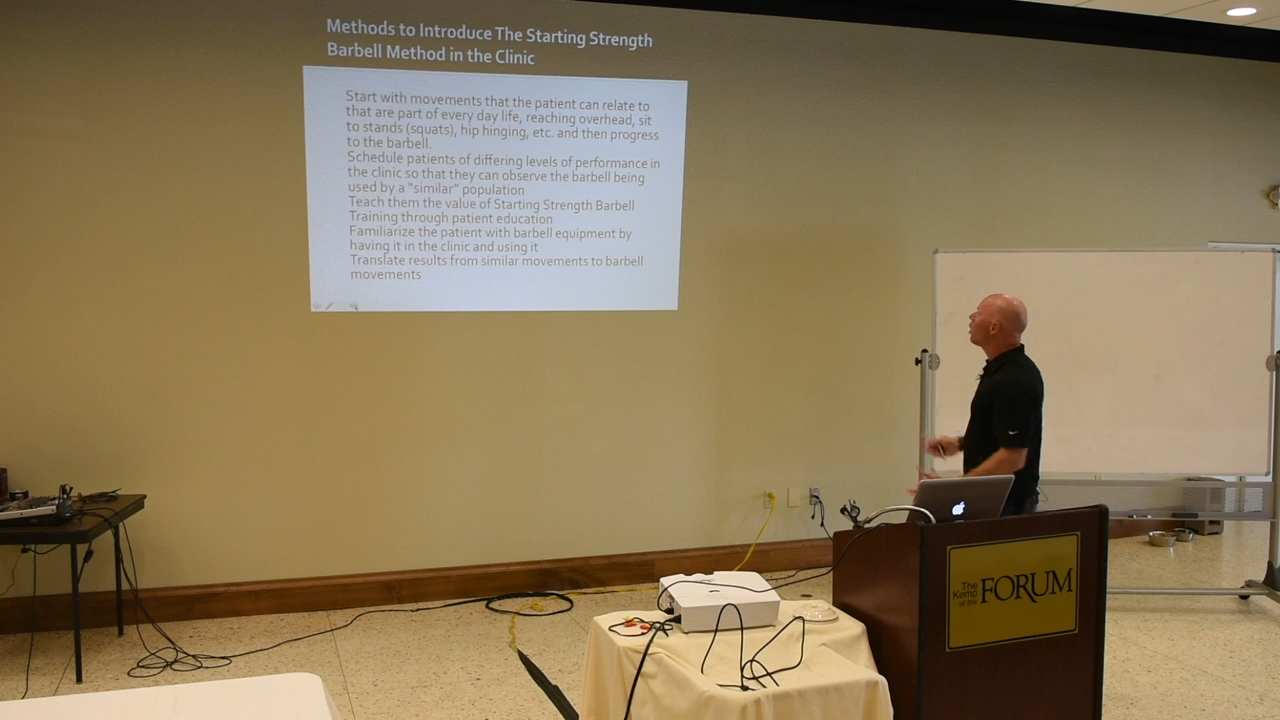 Methods to Introduce The Starting Strength
Barbell Method in the Clinic
Start with movements that the patient can relate to
that are part of every day life, reaching overhead, sit
to stands (squats), hip hinging, etc. and then progress
to the barbell.
Schedule patients of differing levels of performance in
the clinic so that they can observe the barbell being
used by a “similar” population
Teach them the value of Starting Strength Barbell
Training through patient education
Familiarize the patient with barbell equipment by
having it in the clinic and using it
Translate results from similar movements to barbell
movements
The
Kemp
at the
FORUM